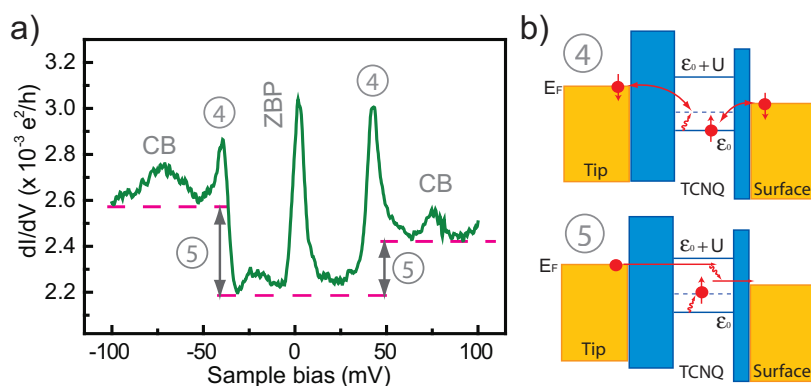 a)
dI/dV (x 10⁻³ e²/h)
3.2
3.0
2.8
2.6
2.4
2.2
-100
-50
0
50
100
Sample bias (mV)
CB
4
ZBP
4
CB
5
5
b)
4
ε₀ + U
E_F
ε₀
Tip
TCNQ
Surface
5
ε₀ + U
E_F
ε₀
Tip
TCNQ
Surface